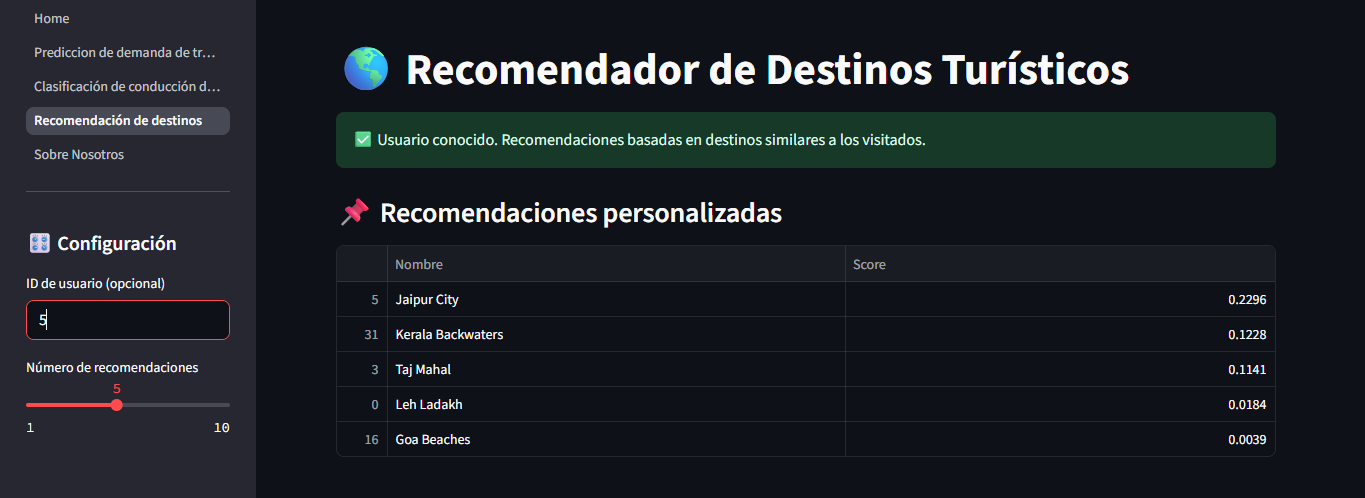 Home
Prediccion de demanda de tr…
Clasificación de conducción d…
Recomendación de destinos
Sobre Nosotros
Configuración
ID de usuario (opcional)
5
Número de recomendaciones
5
1 10
Recomendador de Destinos Turísticos
Usuario conocido. Recomendaciones basadas en destinos similares a los visitados.
Recomendaciones personalizadas
Nombre Score
5 Jaipur City 0.2296
31 Kerala Backwaters 0.1228
3 Taj Mahal 0.1141
0 Leh Ladakh 0.0184
16 Goa Beaches 0.0039